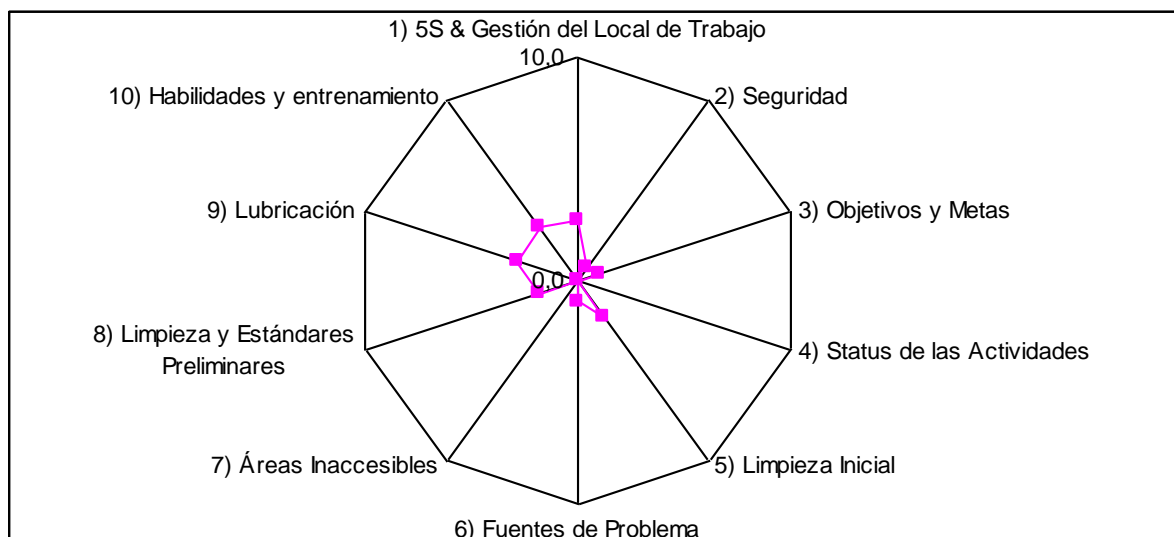 1) 5S & Gestión del Local de Trabajo
10,0
10) Habilidades y entrenamiento
2) Seguridad
9) Lubricación
3) Objetivos y Metas
0,0
8) Limpieza y Estándares
Preliminares
4) Status de las Actividades
7) Áreas Inaccesibles
5) Limpieza Inicial
6) Fuentes de Problema